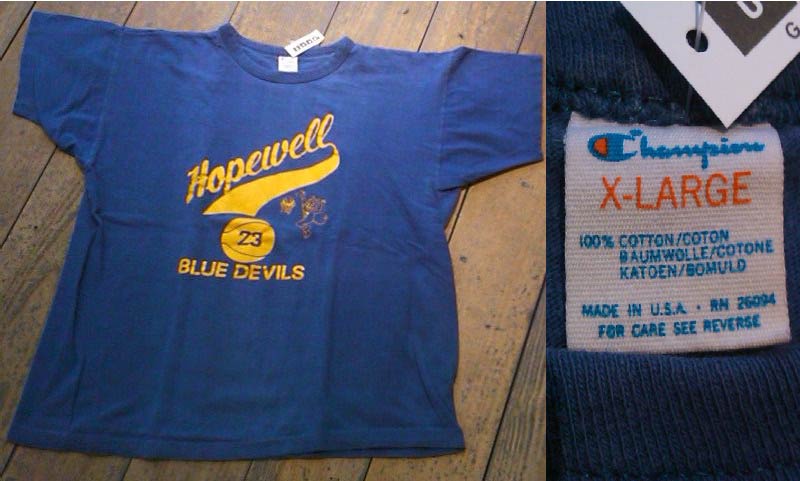 Hopewell
23
BLUE DEVILS
Champion
X-LARGE
100% COTTON/COTON
BAUMWOLLE/COTONE
KATOEN/BOMULD
MADE IN U.S.A. · RN 26094
FOR CARE SEE REVERSE